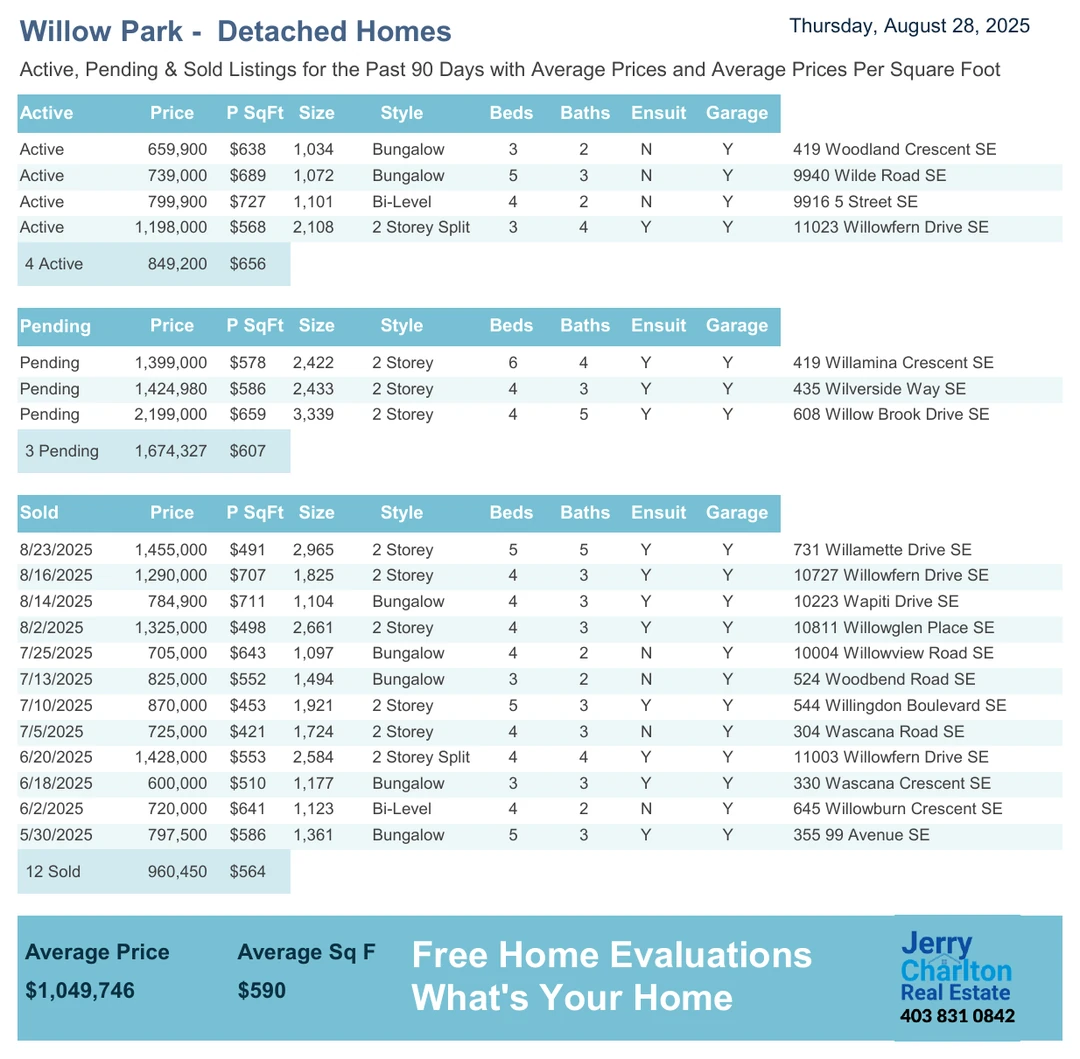 Willow Park -  Detached Homes
Thursday, August 28, 2025
Active, Pending & Sold Listings for the Past 90 Days with Average Prices and Average Prices Per Square Foot
Active Price P SqFt Size Style Beds Baths Ensuit Garage
Active 659,900 $638 1,034 Bungalow 3 2 N Y 419 Woodland Crescent SE
Active 739,000 $689 1,072 Bungalow 5 3 N Y 9940 Wilde Road SE
Active 799,900 $727 1,101 Bi-Level 4 2 N Y 9916 5 Street SE
Active 1,198,000 $568 2,108 2 Storey Split 3 4 Y Y 11023 Willowfern Drive SE
4 Active 849,200 $656
Pending Price P SqFt Size Style Beds Baths Ensuit Garage
Pending 1,399,000 $578 2,422 2 Storey 6 4 Y Y 419 Willamina Crescent SE
Pending 1,424,980 $586 2,433 2 Storey 4 3 Y Y 435 Wilverside Way SE
Pending 2,199,000 $659 3,339 2 Storey 4 5 Y Y 608 Willow Brook Drive SE
3 Pending 1,674,327 $607
Sold Price P SqFt Size Style Beds Baths Ensuit Garage
8/23/2025 1,455,000 $491 2,965 2 Storey 5 5 Y Y 731 Willamette Drive SE
8/16/2025 1,290,000 $707 1,825 2 Storey 4 3 Y Y 10727 Willowfern Drive SE
8/14/2025 784,900 $711 1,104 Bungalow 4 3 Y Y 10223 Wapiti Drive SE
8/2/2025 1,325,000 $498 2,661 2 Storey 4 3 Y Y 10811 Willowglen Place SE
7/25/2025 705,000 $643 1,097 Bungalow 4 2 N Y 10004 Willowview Road SE
7/13/2025 825,000 $552 1,494 Bungalow 3 2 N Y 524 Woodbend Road SE
7/10/2025 870,000 $453 1,921 2 Storey 5 3 Y Y 544 Willingdon Boulevard SE
7/5/2025 725,000 $421 1,724 2 Storey 4 3 N Y 304 Wascana Road SE
6/20/2025 1,428,000 $553 2,584 2 Storey Split 4 4 Y Y 11003 Willowfern Drive SE
6/18/2025 600,000 $510 1,177 Bungalow 3 3 Y Y 330 Wascana Crescent SE
6/2/2025 720,000 $641 1,123 Bi-Level 4 2 N Y 645 Willowburn Crescent SE
5/30/2025 797,500 $586 1,361 Bungalow 5 3 Y Y 355 99 Avenue SE
12 Sold 960,450 $564
Average Price Average Sq F
$1,049,746 $590
Free Home Evaluations
What's Your Home
Jerry
Charlton
Real Estate
403 831 0842